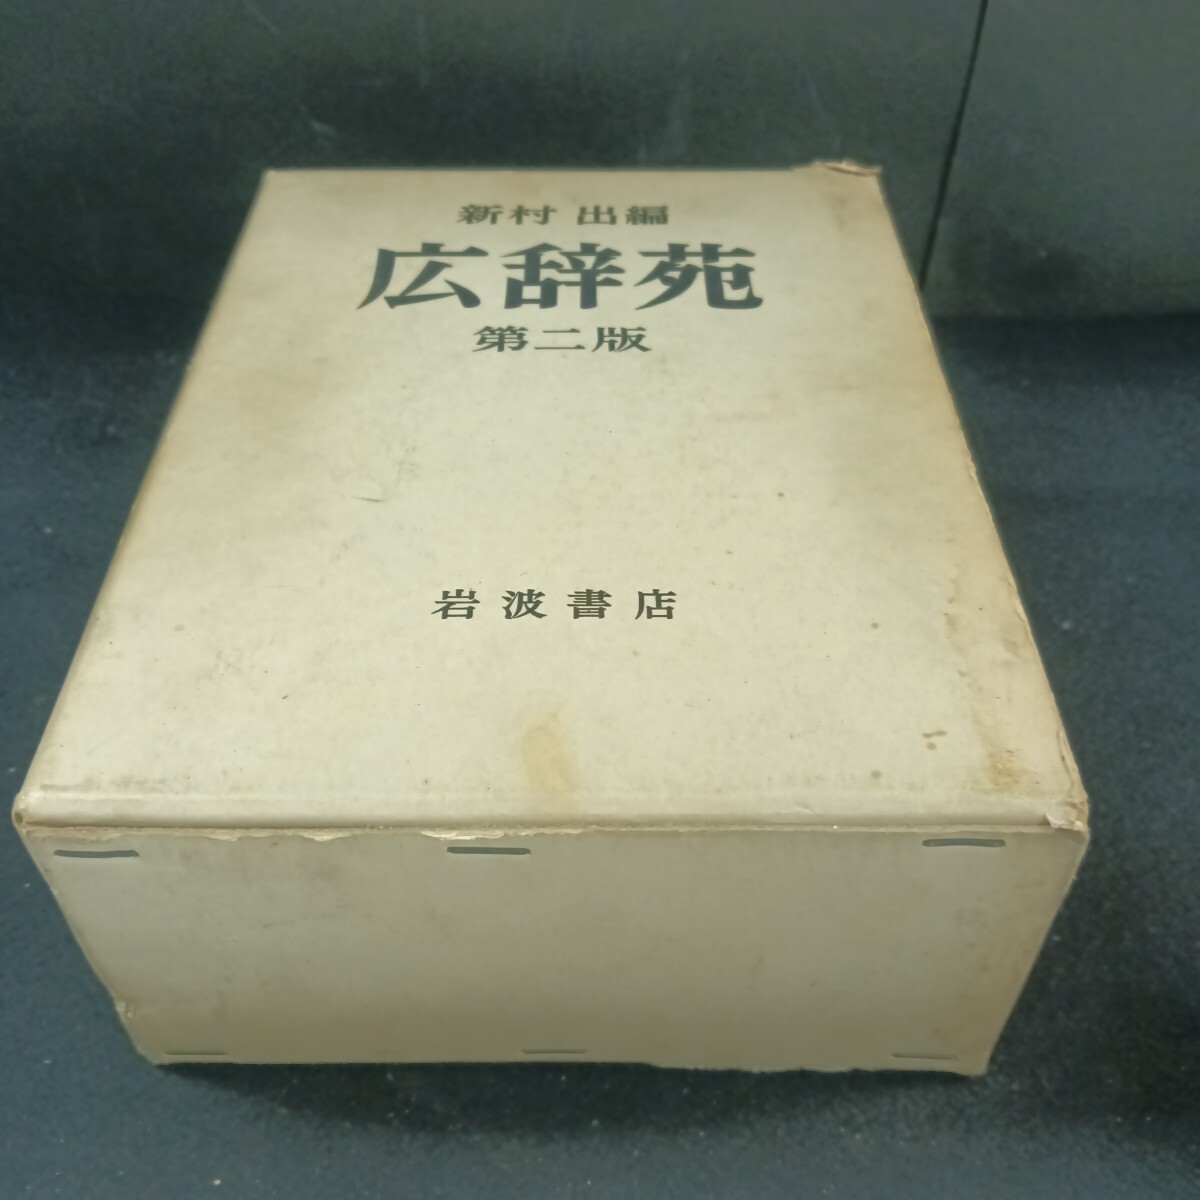 新村 出編
広辞苑
第二版
岩波書店